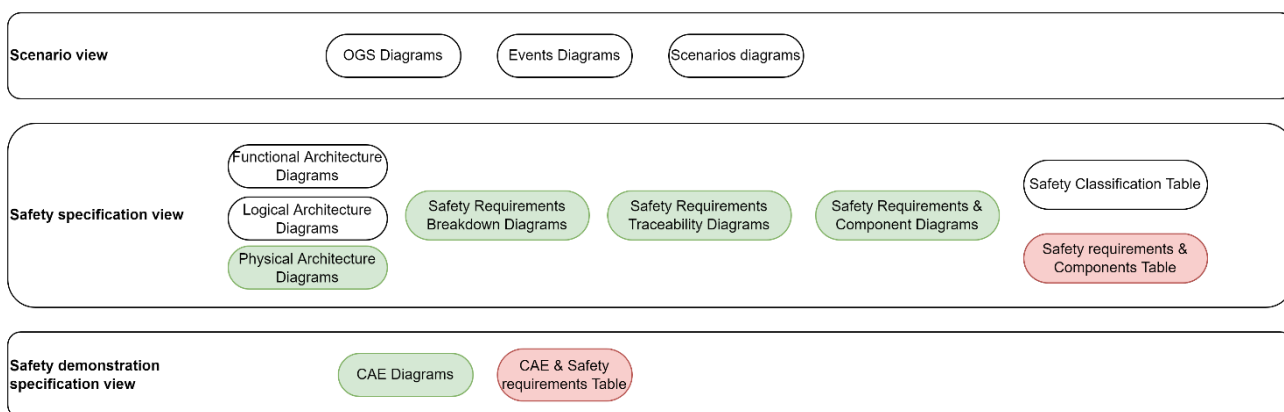 Scenario view
OGS Diagrams
Events Diagrams
Scenarios diagrams
Safety specification view
Functional Architecture
Diagrams
Logical Architecture
Diagrams
Physical Architecture
Diagrams
Safety Requirements
Breakdown Diagrams
Safety Requirements
Traceability Diagrams
Safety Requirements &
Component Diagrams
Safety Classification Table
Safety requirements &
Components Table
Safety demonstration
specification view
CAE Diagrams
CAE & Safety
requirements Table